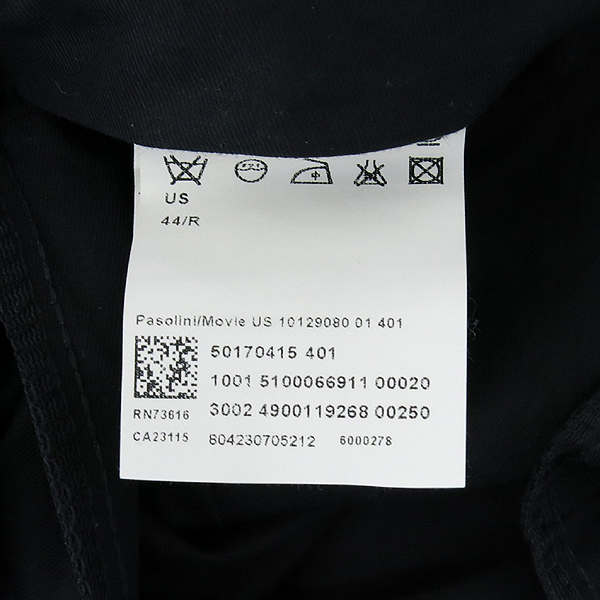 US
44/R
Pasolini/Movie US 10129080 01 401
50170415 401
1001 5100066911 00020
RN73616 3002 4900119268 00250
CA23115 804230705212 6000278